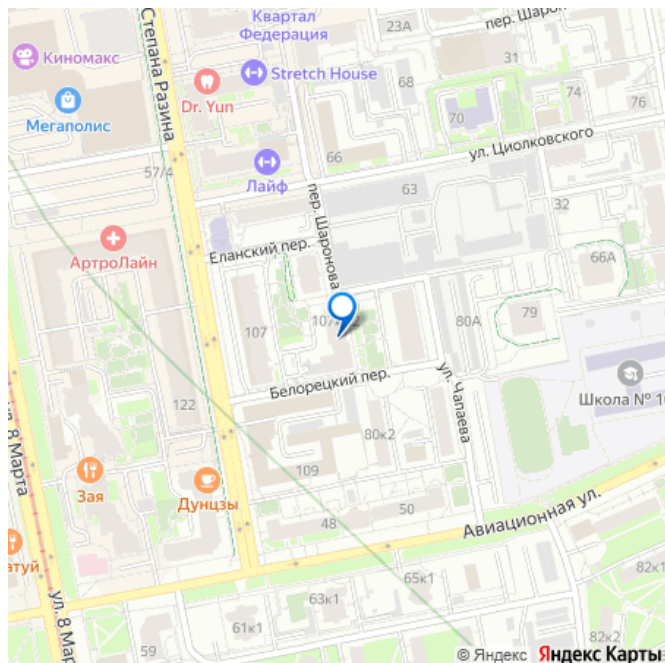 Квартал
Федерация
23А
пер. Шаронова
Киномакс
Степана Разина
Stretch House
31
Dr. Yun
68
74
76
Мегаполис
70
ул. Циолковского
57/4
66
Лайф
63
пер. Шаронова
32
Еланский пер.
АртроЛайн
66А
107
80А
79
Белорецкий пер.
ул. Чапаева
Школа №
122
80к2
ул. 8 Марта
109
Зая
Дунцзы
50
48
Авиационная ул.
атуй
65к1
82к1
63к1
ул. 8 Мар
61к1
59
82к2
© Яндекс Яндекс Карты